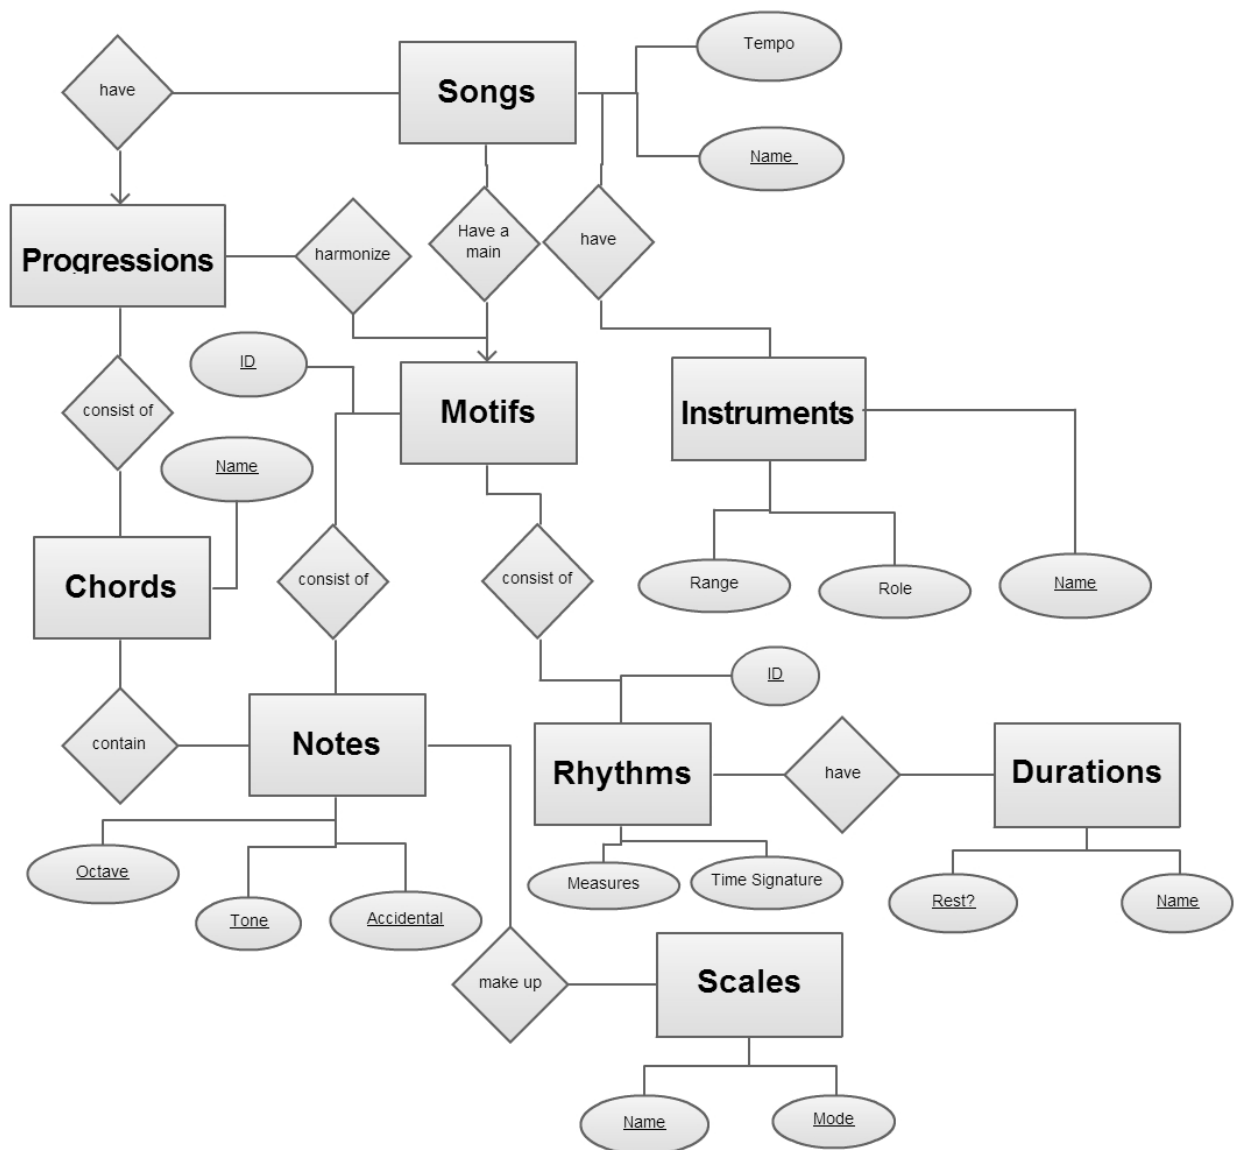 Tempo
have
Songs
Name
Have a
main
have
harmonize
Progressions
ID
Motifs
Instruments
consist of
Name
consist of
consist of
Range
Role
Name
Chords
ID
contain
Notes
Rhythms
have
Durations
Octave
Tone
Accidental
Measures
Time Signature
Rest?
Name
make up
Scales
Name
Mode